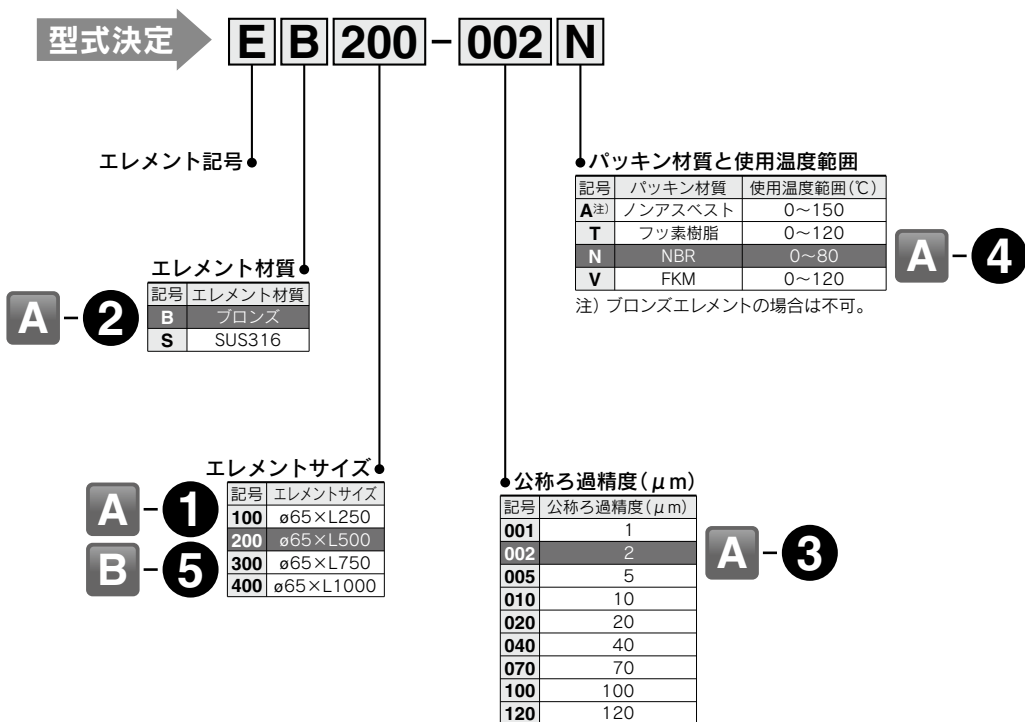 型式決定 E B 200 - 002 N
エレメント記号
パッキン材質と使用温度範囲
記号 パッキン材質 使用温度範囲(℃)
A注) ノンアスベスト 0〜150
T フッ素樹脂 0〜120
N NBR 0〜80
V FKM 0〜120
注) ブロンズエレメントの場合は不可。
A-4
エレメント材質
記号 エレメント材質
B ブロンズ
S SUS316
A-2
エレメントサイズ
記号 エレメントサイズ
100 ø65×L250
200 ø65×L500
300 ø65×L750
400 ø65×L1000
A-1
B-5
公称ろ過精度(μm)
記号 公称ろ過精度(μm)
001 1
002 2
005 5
010 10
020 20
040 40
070 70
100 100
120 120
A-3